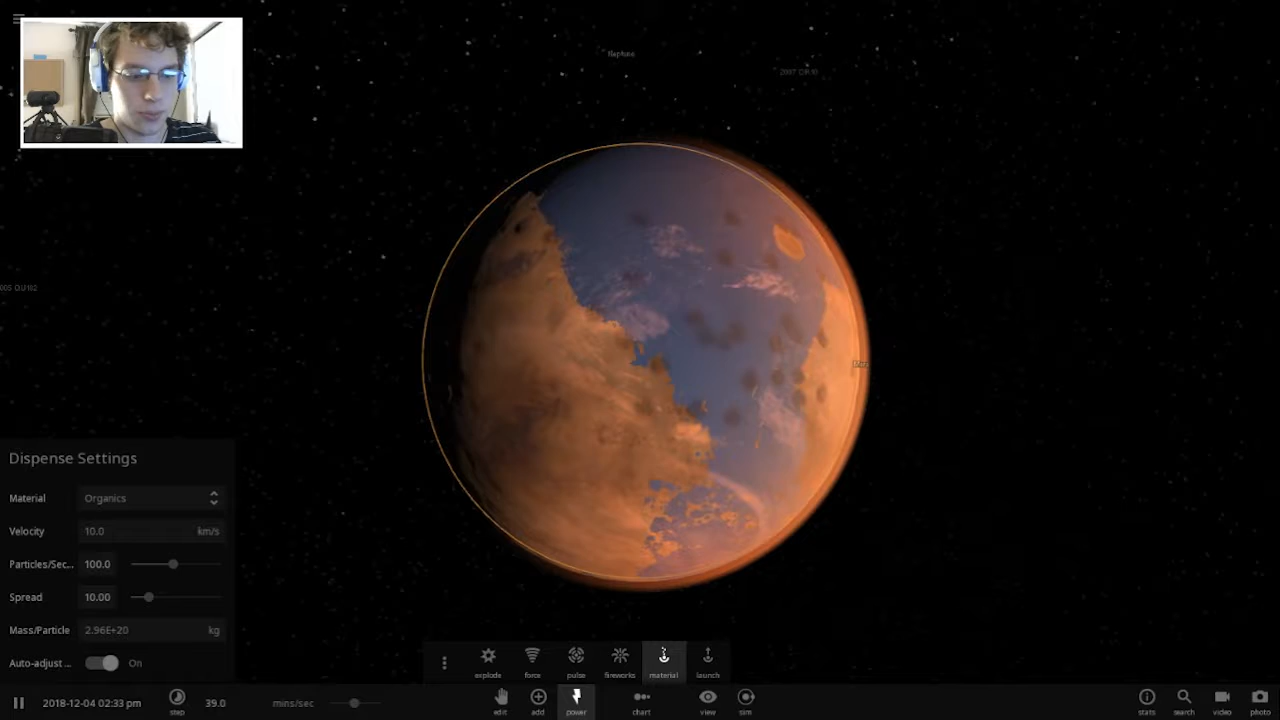 Neptune
2007 OR10
Dispense Settings
Material Organics
Velocity 10.0 km/s
Particles/Sec... 100.0
Spread 10.00
Mass/Particle 2.96E+20 kg
Auto-adjust ... On
explode force pulse fireworks material launch
2018-12-04 02:33 pm step 39.0 mins/sec edit add power chart view sim stats search video photo